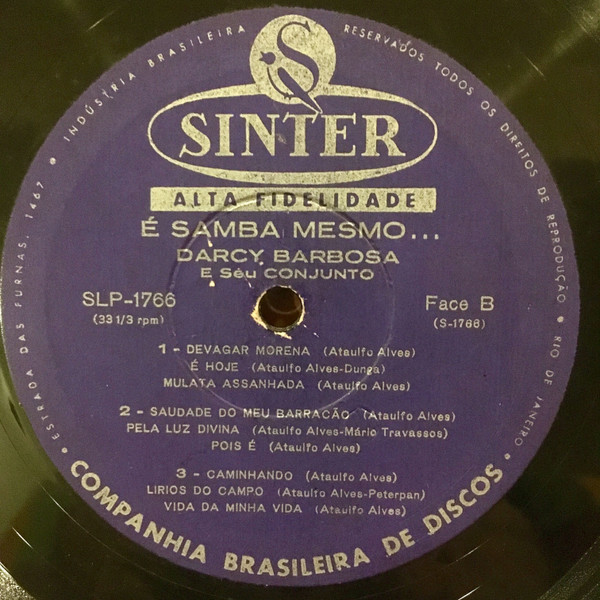 INDÚSTRIA BRASILEIRA
RESERVADOS TODOS OS DIREITOS DE REPRODUÇÃO
S
SINTER
ALTA FIDELIDADE
É SAMBA MESMO...
DARCY BARBOSA
E Sèu CONJUNTO
SLP-1766
(33 1/3 rpm)
Face B
(S-1766)
1 - DEVAGAR MORENA (Ataulfo Alves)
É HOJE (Ataulfo Alves-Dunga)
MULATA ASSANHADA (Ataulfo Alves)
2 - SAUDADE DO MEU BARRACÃO (Ataulfo Alves)
PELA LUZ DIVINA (Ataulfo Alves-Mário Travassos)
POIS É (Ataulfo Alves)
3 - CAMINHANDO (Ataulfo Alves)
LIRIOS DO CAMPO (Ataulfo Alves-Peterpan)
VIDA DA MINHA VIDA (Ataulfo Alves)
ESTRADA DAS FURNAS, 1467
RIO DE JANEIRO
COMPANHIA BRASILEIRA DE DISCOS